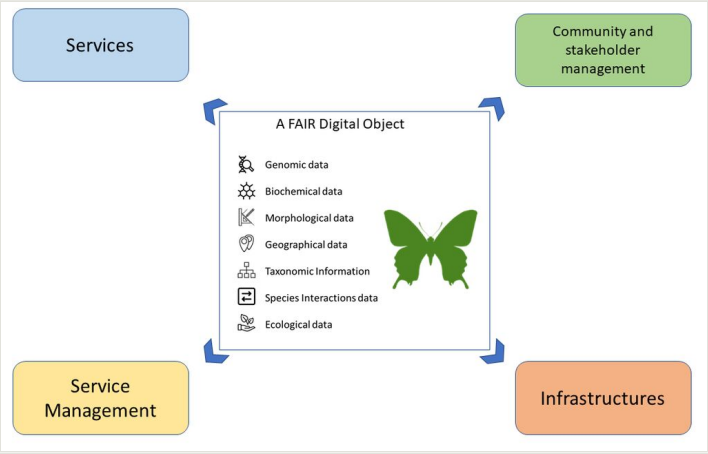 Services
Community and
stakeholder
management
A FAIR Digital Object
Genomic data
Biochemical data
Morphological data
Geographical data
Taxonomic Information
Species Interactions data
Ecological data
Service
Management
Infrastructures